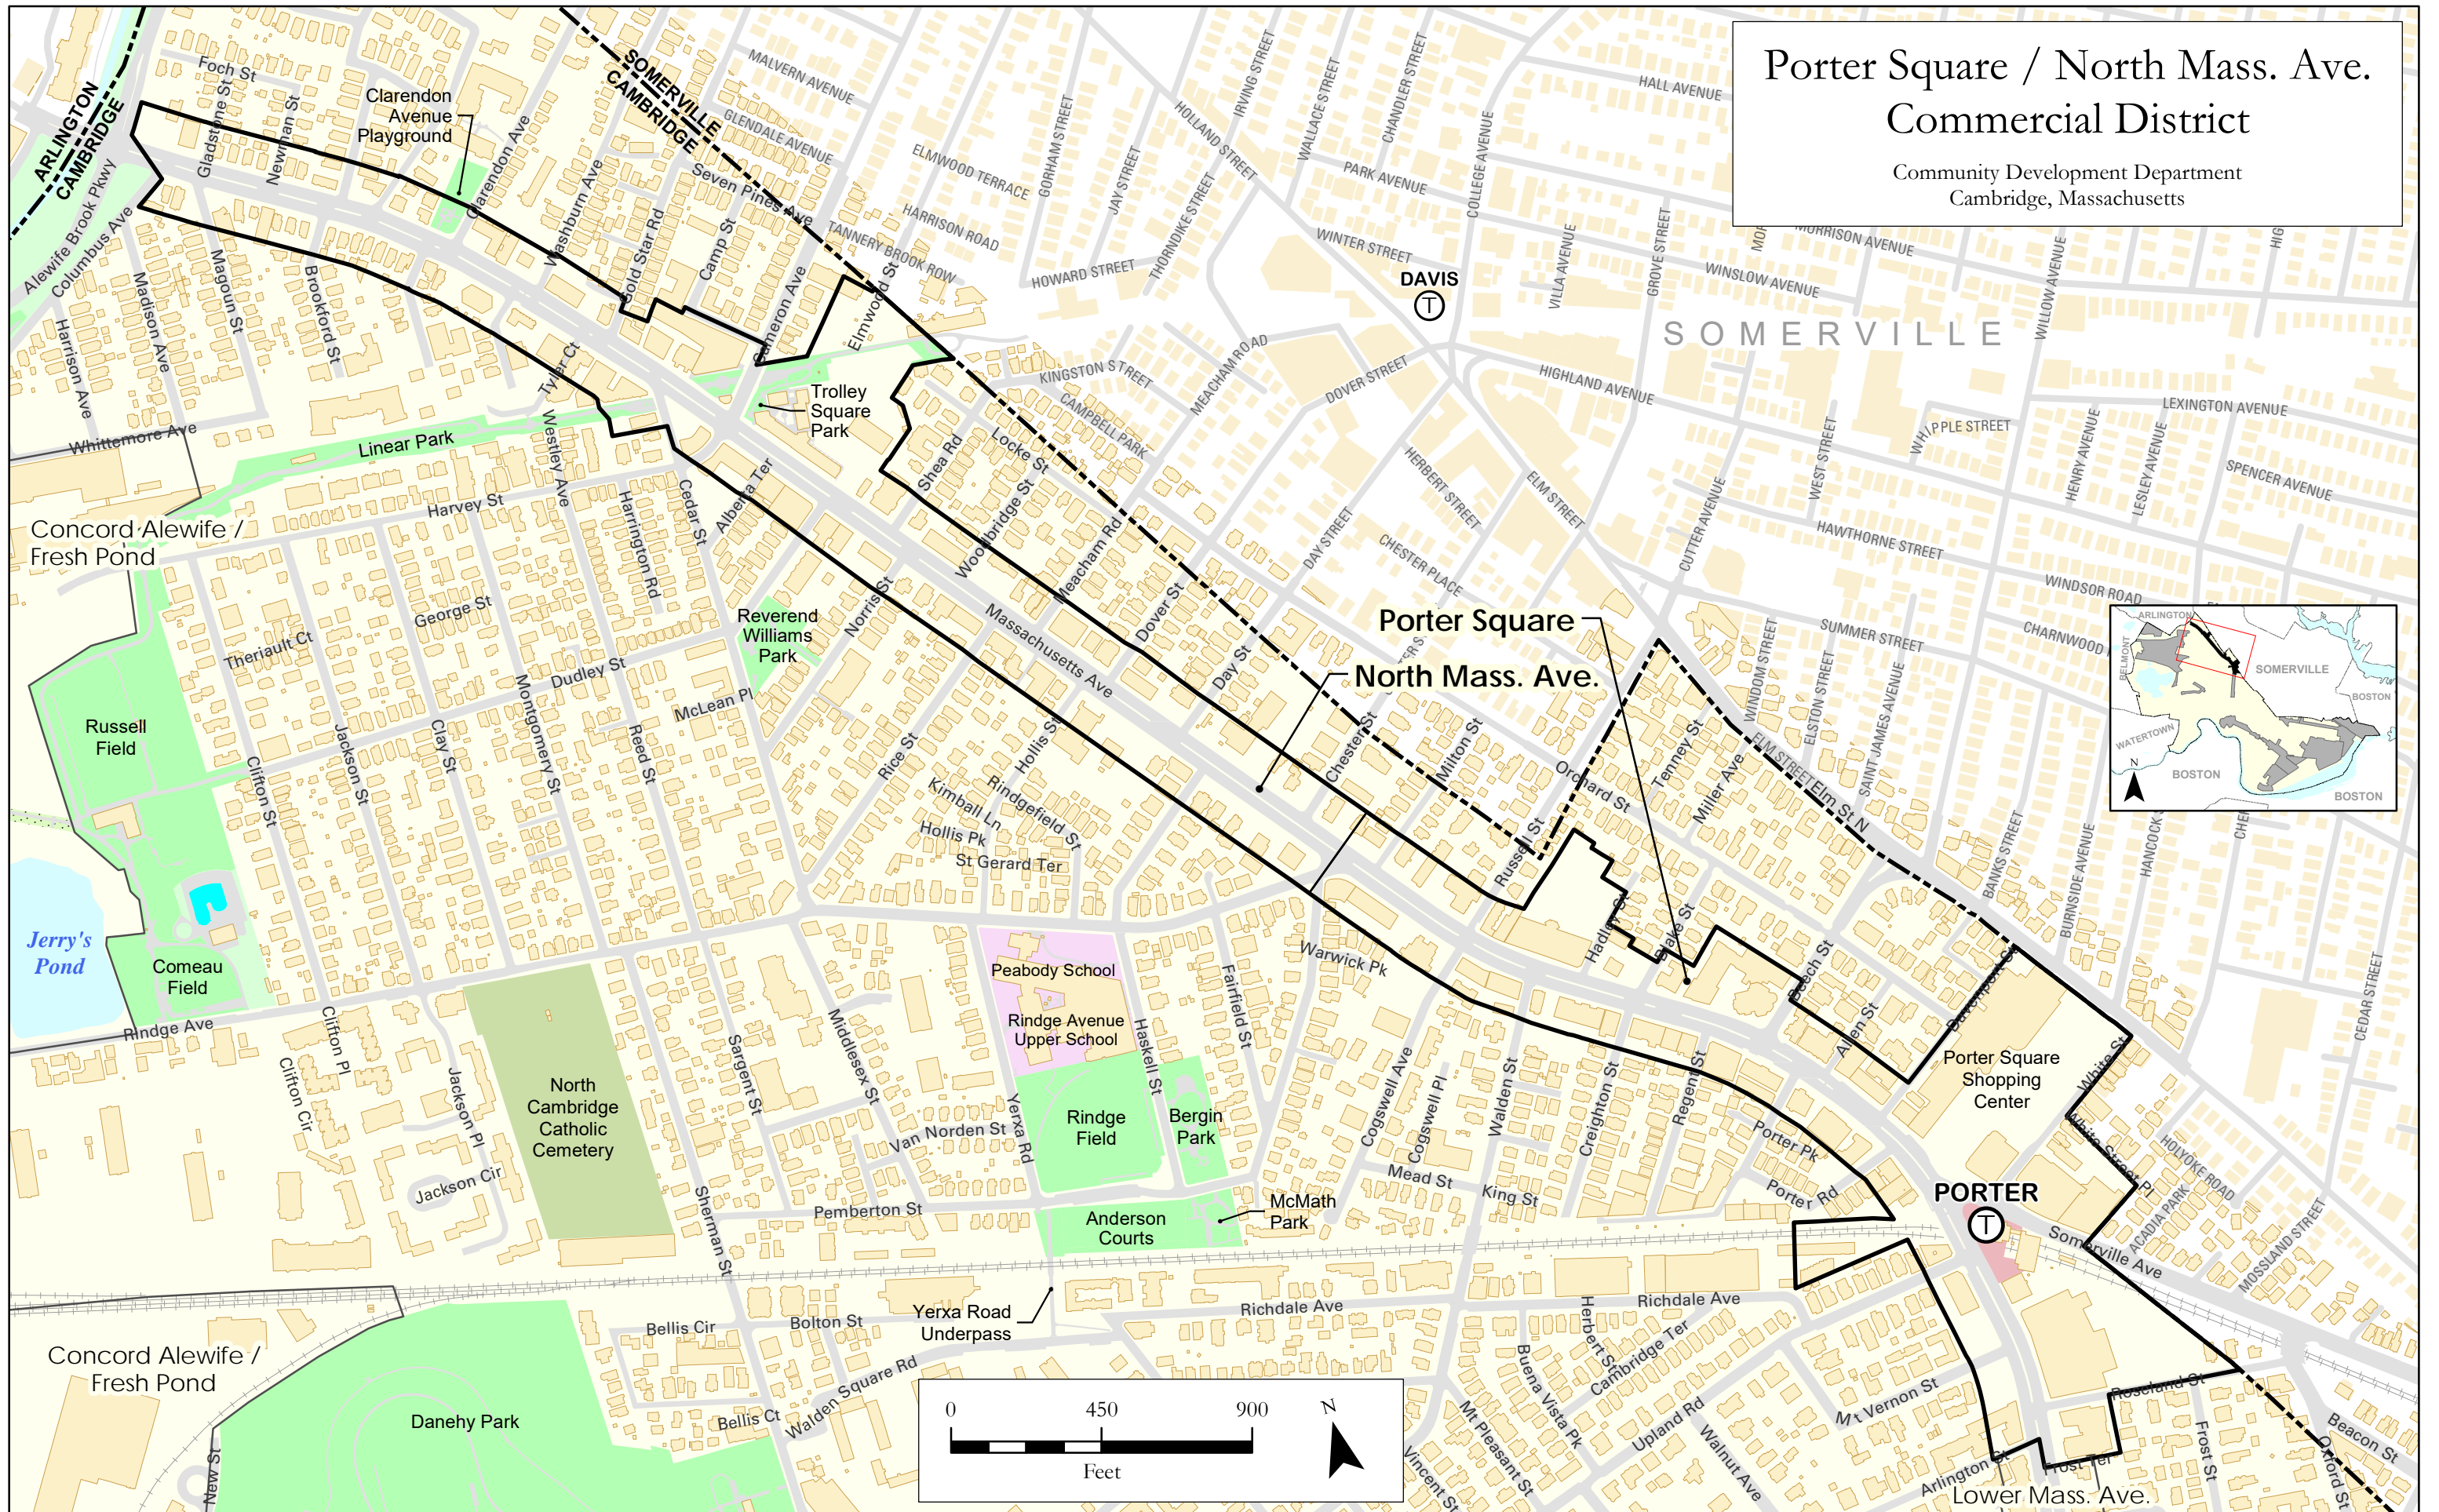 Porter Square / North Mass. Ave.
Commercial District
Community Development Department
Cambridge, Massachusetts
ARLINGTON
CAMBRIDGE
SOMERVILLE
CAMBRIDGE
Foch St
Gladstone St
Newman St
Clarendon
Avenue
Playground
Clarendon Ave
Washburn Ave
Gold Star Rd
Camp St
Seven Pines Ave
Cameron Ave
Elmwood St
Alewife Brook Pkwy
Columbus Ave
Harrison Ave
Madison Ave
Magoun St
Brookford St
Tyler Ct
Whittemore Ave
Linear Park
Westley Ave
Trolley
Square
Park
MALVERN AVENUE
GLENDALE AVENUE
ELMWOOD TERRACE
HARRISON ROAD
TANNERY BROOK ROW
GORHAM STREET
JAY STREET
THORNDIKE STREET
HOWARD STREET
HOLLAND STREET
IRVING STREET
WALLACE STREET
CHANDLER STREET
PARK AVENUE
WINTER STREET
COLLEGE AVENUE
HALL AVENUE
MORRISON AVENUE
WINSLOW AVENUE
VILLA AVENUE
GROVE STREET
WILLOW AVENUE
DAVIS
T
SOMERVILLE
KINGSTON STREET
MEACHAM ROAD
CAMPBELL PARK
DOVER STREET
HIGHLAND AVENUE
HERBERT STREET
ELM STREET
DAY STREET
CHESTER PLACE
CUTTER AVENUE
WEST STREET
WHIPPLE STREET
LEXINGTON AVENUE
HENRY AVENUE
LESLEY AVENUE
SPENCER AVENUE
HAWTHORNE STREET
WINDSOR ROAD
SUMMER STREET
WINDOM STREET
ELSTON STREET
SAINT JAMES AVENUE
ELM STREET
Elm St N
BANKS STREET
BURNSIDE AVENUE
CEDAR STREET
HOLYOKE ROAD
ACADIA PARK
MOSSLAND STREET
Concord Alewife /
Fresh Pond
Harvey St
Harrington Rd
Cedar St
Alberta Ter
Shea Rd
Locke St
Woodbridge St
Meacham Rd
Dover St
Day St
Massachusetts Ave
Norris St
Reverend
Williams
Park
George St
Theriault Ct
Dudley St
McLean Pl
Montgomery St
Reed St
Clay St
Jackson St
Clifton St
Russell
Field
Rice St
Hollis St
Rindgefield St
Kimball Ln
Hollis Pk
St Gerard Ter
Porter Square
North Mass. Ave.
Chester St
Milton St
Russell St
Orchard St
Tenney St
Miller Ave
Hadley St
Blake St
Beech St
Allen St
Davenport St
White St
White Street Pl
Porter Square
Shopping
Center
Jerry's
Pond
Comeau
Field
Rindge Ave
Clifton Pl
Clifton Cir
Jackson Pl
Jackson Cir
North
Cambridge
Catholic
Cemetery
Sargent St
Sherman St
Middlesex St
Van Norden St
Pemberton St
Peabody School
Rindge Avenue
Upper School
Yerxa Rd
Haskell St
Fairfield St
Rindge
Field
Bergin
Park
Anderson
Courts
McMath
Park
Warwick Pk
Cogswell Ave
Cogswell Pl
Walden St
Mead St
King St
Creighton St
Regent St
Porter Pk
Porter Rd
PORTER
T
Somerville Ave
Yerxa Road
Underpass
Richdale Ave
Richdale Ave
Bellis Cir
Bolton St
Bellis Ct
Walden Square Rd
Concord Alewife /
Fresh Pond
Danehy Park
New St
Herbert St
Cambridge Ter
Buena Vista Pk
Upland Rd
Walnut Ave
Mt Pleasant St
Vincent St
Mt Vernon St
Arlington St
Roseland St
Frost Ter
Frost St
Oxford St
Beacon St
Lower Mass. Ave.
0 450 900
Feet
N
ARLINGTON
BELMONT
SOMERVILLE
BOSTON
WATERTOWN
BOSTON
BOSTON
N